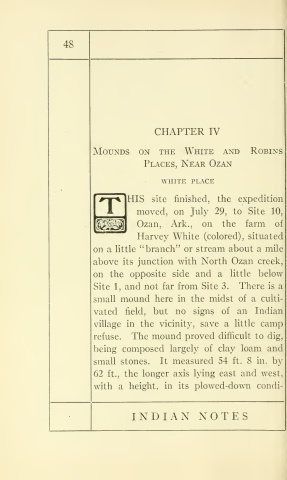 48
CHAPTER IV
MOUNDS ON THE WHITE AND ROBINS
PLACES, NEAR OZAN
WHITE PLACE
THIS site finished, the expedition
moved, on July 29, to Site 10,
Ozan, Ark., on the farm of
Harvey White (colored), situated
on a little "branch" or stream about a mile
above its junction with North Ozan creek,
on the opposite side and a little below
Site 1, and not far from Site 3. There is a
small mound here in the midst of a culti-
vated field, but no signs of an Indian
village in the vicinity, save a little camp
refuse. The mound proved difficult to dig,
being composed largely of clay loam and
small stones. It measured 54 ft. 8 in. by
62 ft., the longer axis lying east and west,
with a height, in its plowed-down condi-
INDIAN NOTES